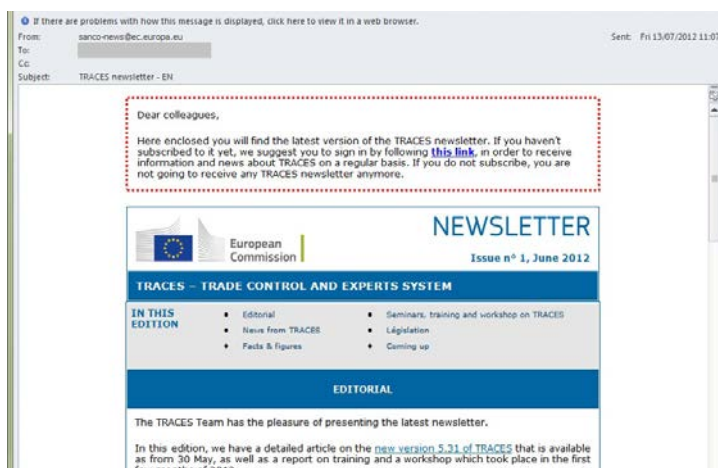 If there are problems with how this message is displayed, click here to view it in a web browser.
From: sanco-news@ec.europa.eu Sent: Fri 13/07/2012 11:07
To:
Cc:
Subject: TRACES newsletter - EN
Dear colleagues,
Here enclosed you will find the latest version of the TRACES newsletter. If you haven't
subscribed to it yet, we suggest you to sign in by following this link, in order to receive
information and news about TRACES on a regular basis. If you do not subscribe, you are
not going to receive any TRACES newsletter anymore.
NEWSLETTER
European
Commission
Issue nº 1, June 2012
TRACES – TRADE CONTROL AND EXPERTS SYSTEM
IN THIS
EDITION
Editorial
News from TRACES
Facts & figures
Seminars, training and workshop on TRACES
Législation
Coming up
EDITORIAL
The TRACES Team has the pleasure of presenting the latest newsletter.
In this edition, we have a detailed article on the new version 5.31 of TRACES that is available
as from 30 May, as well as a report on training and a workshop which took place in the first